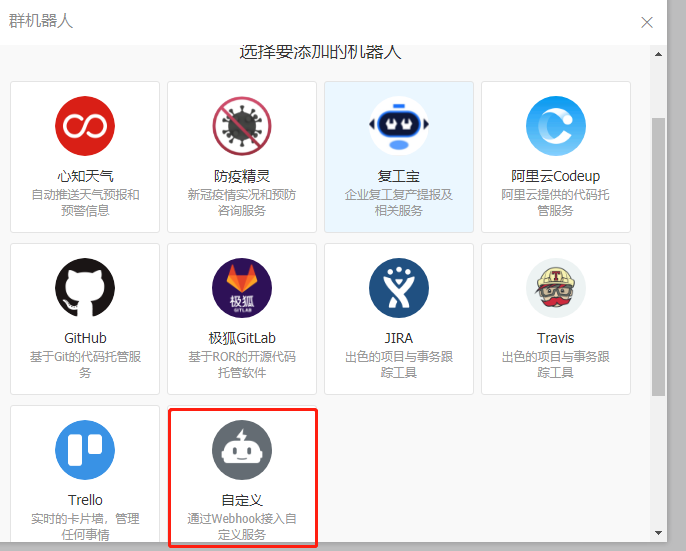 群机器人
选择要添加的机器人
心知天气
自动推送天气预报和
预警信息
防疫精灵
新冠疫情实况和预防
咨询服务
复工宝
企业复工复产提报及
相关服务
阿里云Codeup
阿里云提供的代码托
管服务
GitHub
基于Git的代码托管服
务
极狐
GITLAB
极狐GitLab
基于ROR的开源代码
托管软件
JIRA
出色的项目与事务跟
踪工具
T
Travis
出色的项目与事务跟
踪工具
Trello
实时的卡片墙，管理
任何事情
自定义
通过Webhook接入自
定义服务